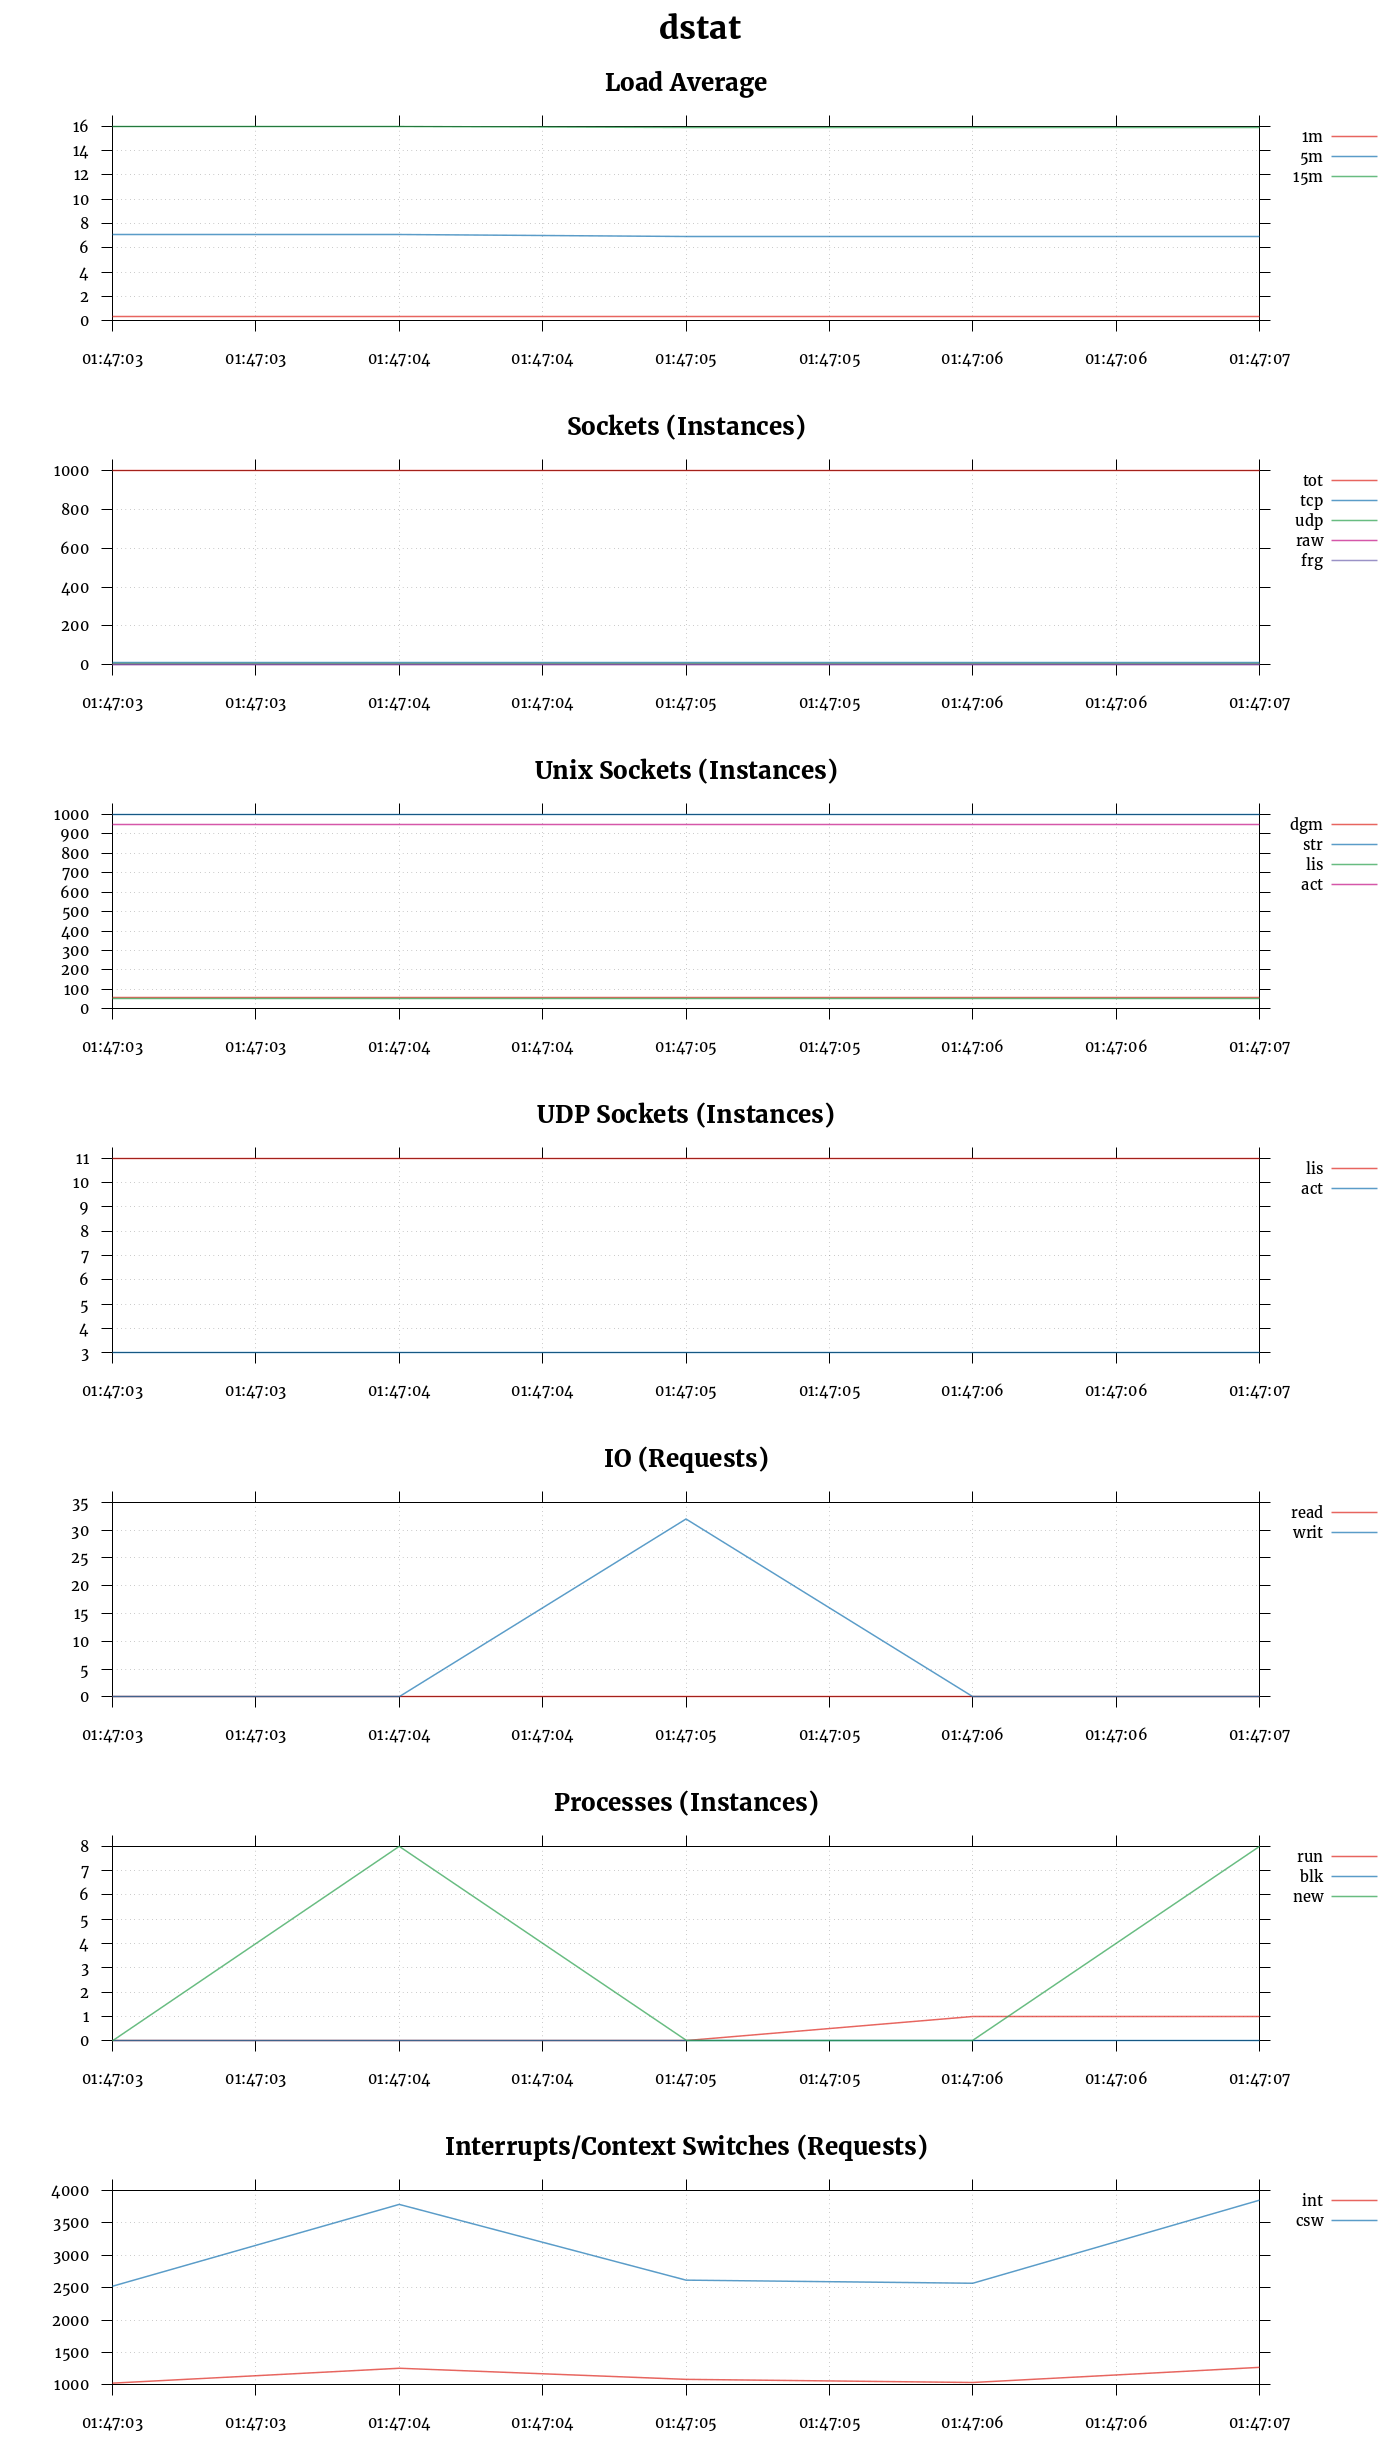 dstat
Load Average
16
14
12
10
8
6
4
2
0
01:47:03 01:47:03 01:47:04 01:47:04 01:47:05 01:47:05 01:47:06 01:47:06 01:47:07
1m
5m
15m
Sockets (Instances)
1000
800
600
400
200
0
01:47:03 01:47:03 01:47:04 01:47:04 01:47:05 01:47:05 01:47:06 01:47:06 01:47:07
tot
tcp
udp
raw
frg
Unix Sockets (Instances)
1000
900
800
700
600
500
400
300
200
100
0
01:47:03 01:47:03 01:47:04 01:47:04 01:47:05 01:47:05 01:47:06 01:47:06 01:47:07
dgm
str
lis
act
UDP Sockets (Instances)
11
10
9
8
7
6
5
4
3
01:47:03 01:47:03 01:47:04 01:47:04 01:47:05 01:47:05 01:47:06 01:47:06 01:47:07
lis
act
IO (Requests)
35
30
25
20
15
10
5
0
01:47:03 01:47:03 01:47:04 01:47:04 01:47:05 01:47:05 01:47:06 01:47:06 01:47:07
read
writ
Processes (Instances)
8
7
6
5
4
3
2
1
0
01:47:03 01:47:03 01:47:04 01:47:04 01:47:05 01:47:05 01:47:06 01:47:06 01:47:07
run
blk
new
Interrupts/Context Switches (Requests)
4000
3500
3000
2500
2000
1500
1000
01:47:03 01:47:03 01:47:04 01:47:04 01:47:05 01:47:05 01:47:06 01:47:06 01:47:07
int
csw